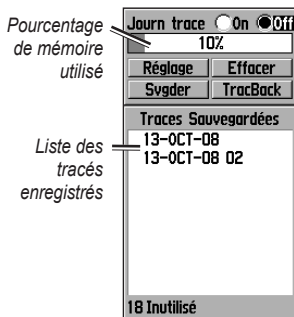 Pourcentage
de mémoire
utilisé
Journ trace On Off
10%
Réglage Effacer
Svgder TracBack
Traces Sauvegardées
Liste des
tracés
enregistrés
13-OCT-08
13-OCT-08 02
18 Inutilisé